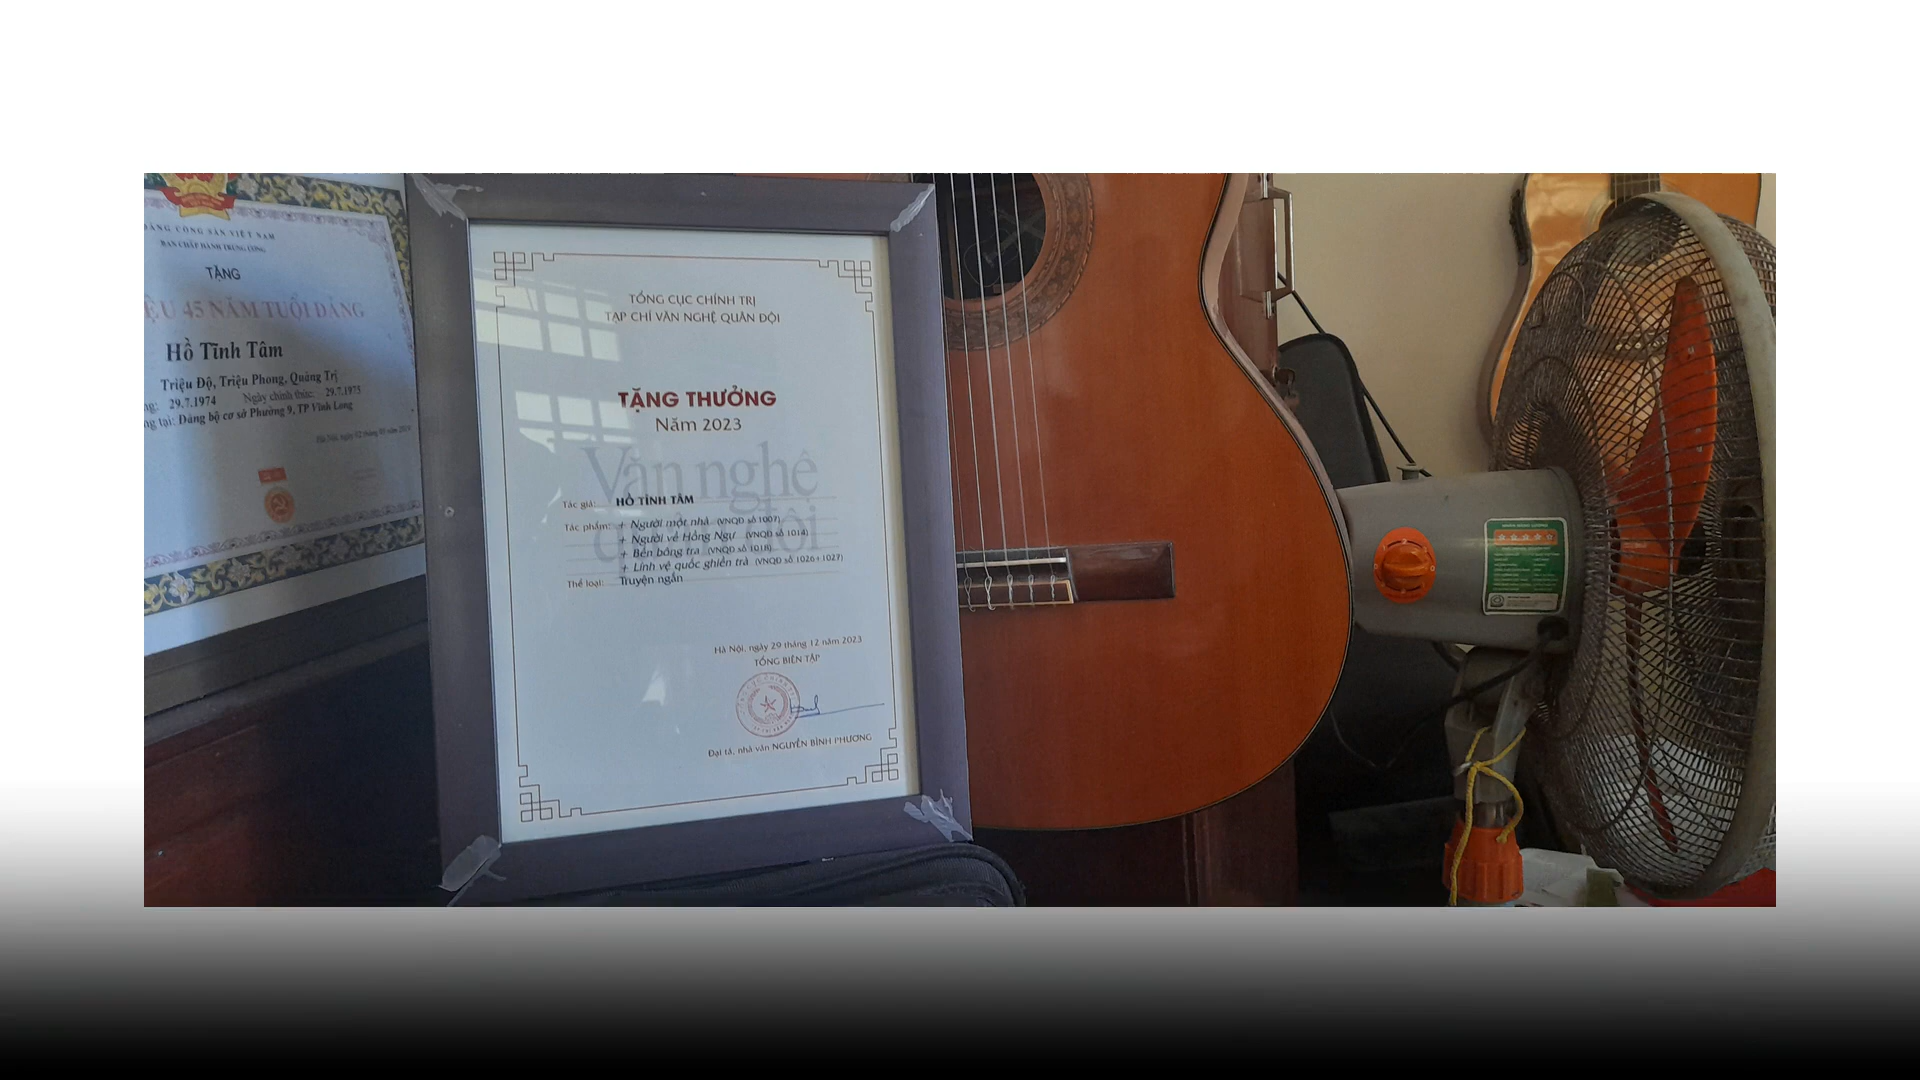 ĐẢNG CỘNG SẢN VIỆT NAM
BAN CHẤP HÀNH TRUNG ƯƠNG
TẶNG
45 NĂM TUỔI ĐẢNG
Hồ Tĩnh Tâm
Triệu Độ, Triệu Phong, Quảng Trị
29.7.1974 Ngày chính thức: 29.7.1975
Đảng bộ cơ sở Phường 9, TP Vĩnh Long
TỔNG CỤC CHÍNH TRỊ
TẠP CHÍ VĂN NGHỆ QUÂN ĐỘI
TẶNG THƯỞNG
Năm 2023
Văn nghệ
quân đội
Tác giả: HỒ TĨNH TÂM
Tác phẩm: + Người một nhà (VNQĐ số 1007)
+ Người về Hồng Ngự (VNQĐ số 1014)
+ Bến bông tra (VNQĐ số 1018)
+ Lính vệ quốc ghiền trà (VNQĐ số 1026+1027)
Thể loại: Truyện ngắn
Hà Nội, ngày 29 tháng 12 năm 2023
TỔNG BIÊN TẬP
Đại tá, nhà văn NGUYỄN BÌNH PHƯƠNG